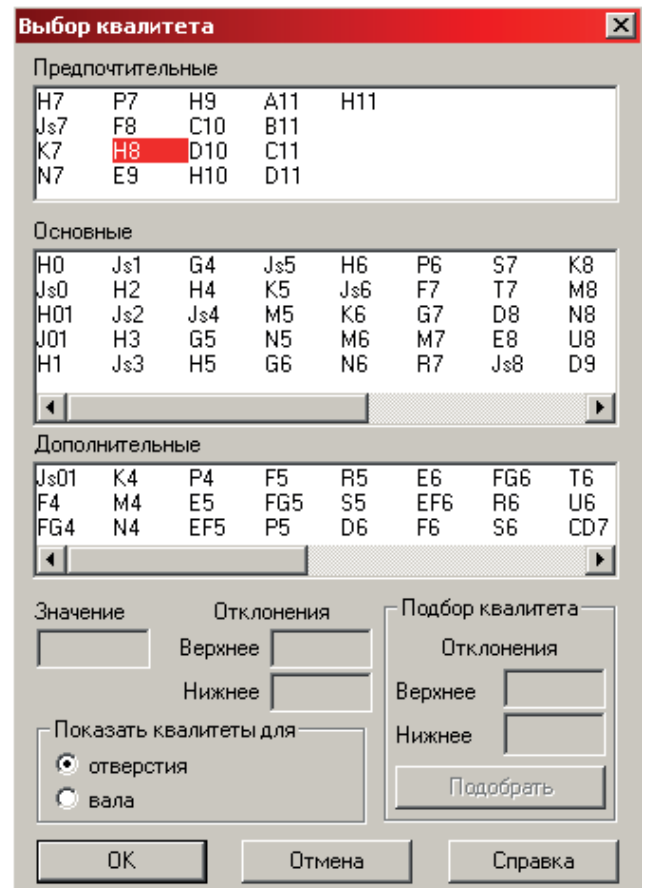 Выбор квалитета
Предпочтительные
H7 P7 H9 A11 H11
Js7 F8 C10 B11
K7 H8 D10 C11
N7 E9 H10 D11
Основные
H0 Js1 G4 Js5 H6 P6 S7 K8
Js0 H2 H4 K5 Js6 F7 T7 M8
H01 Js2 Js4 M5 K6 G7 D8 N8
J01 H3 G5 N5 M6 M7 E8 U8
H1 Js3 H5 G6 N6 R7 Js8 D9
Дополнительные
Js01 K4 P4 F5 R5 E6 FG6 T6
F4 M4 E5 FG5 S5 EF6 R6 U6
FG4 N4 EF5 P5 D6 F6 S6 CD7
Значение Отклонения
Верхнее
Нижнее
Подбор квалитета
Отклонения
Верхнее
Нижнее
Подобрать
Показать квалитеты для
отверстия
вала
OK Отмена Справка